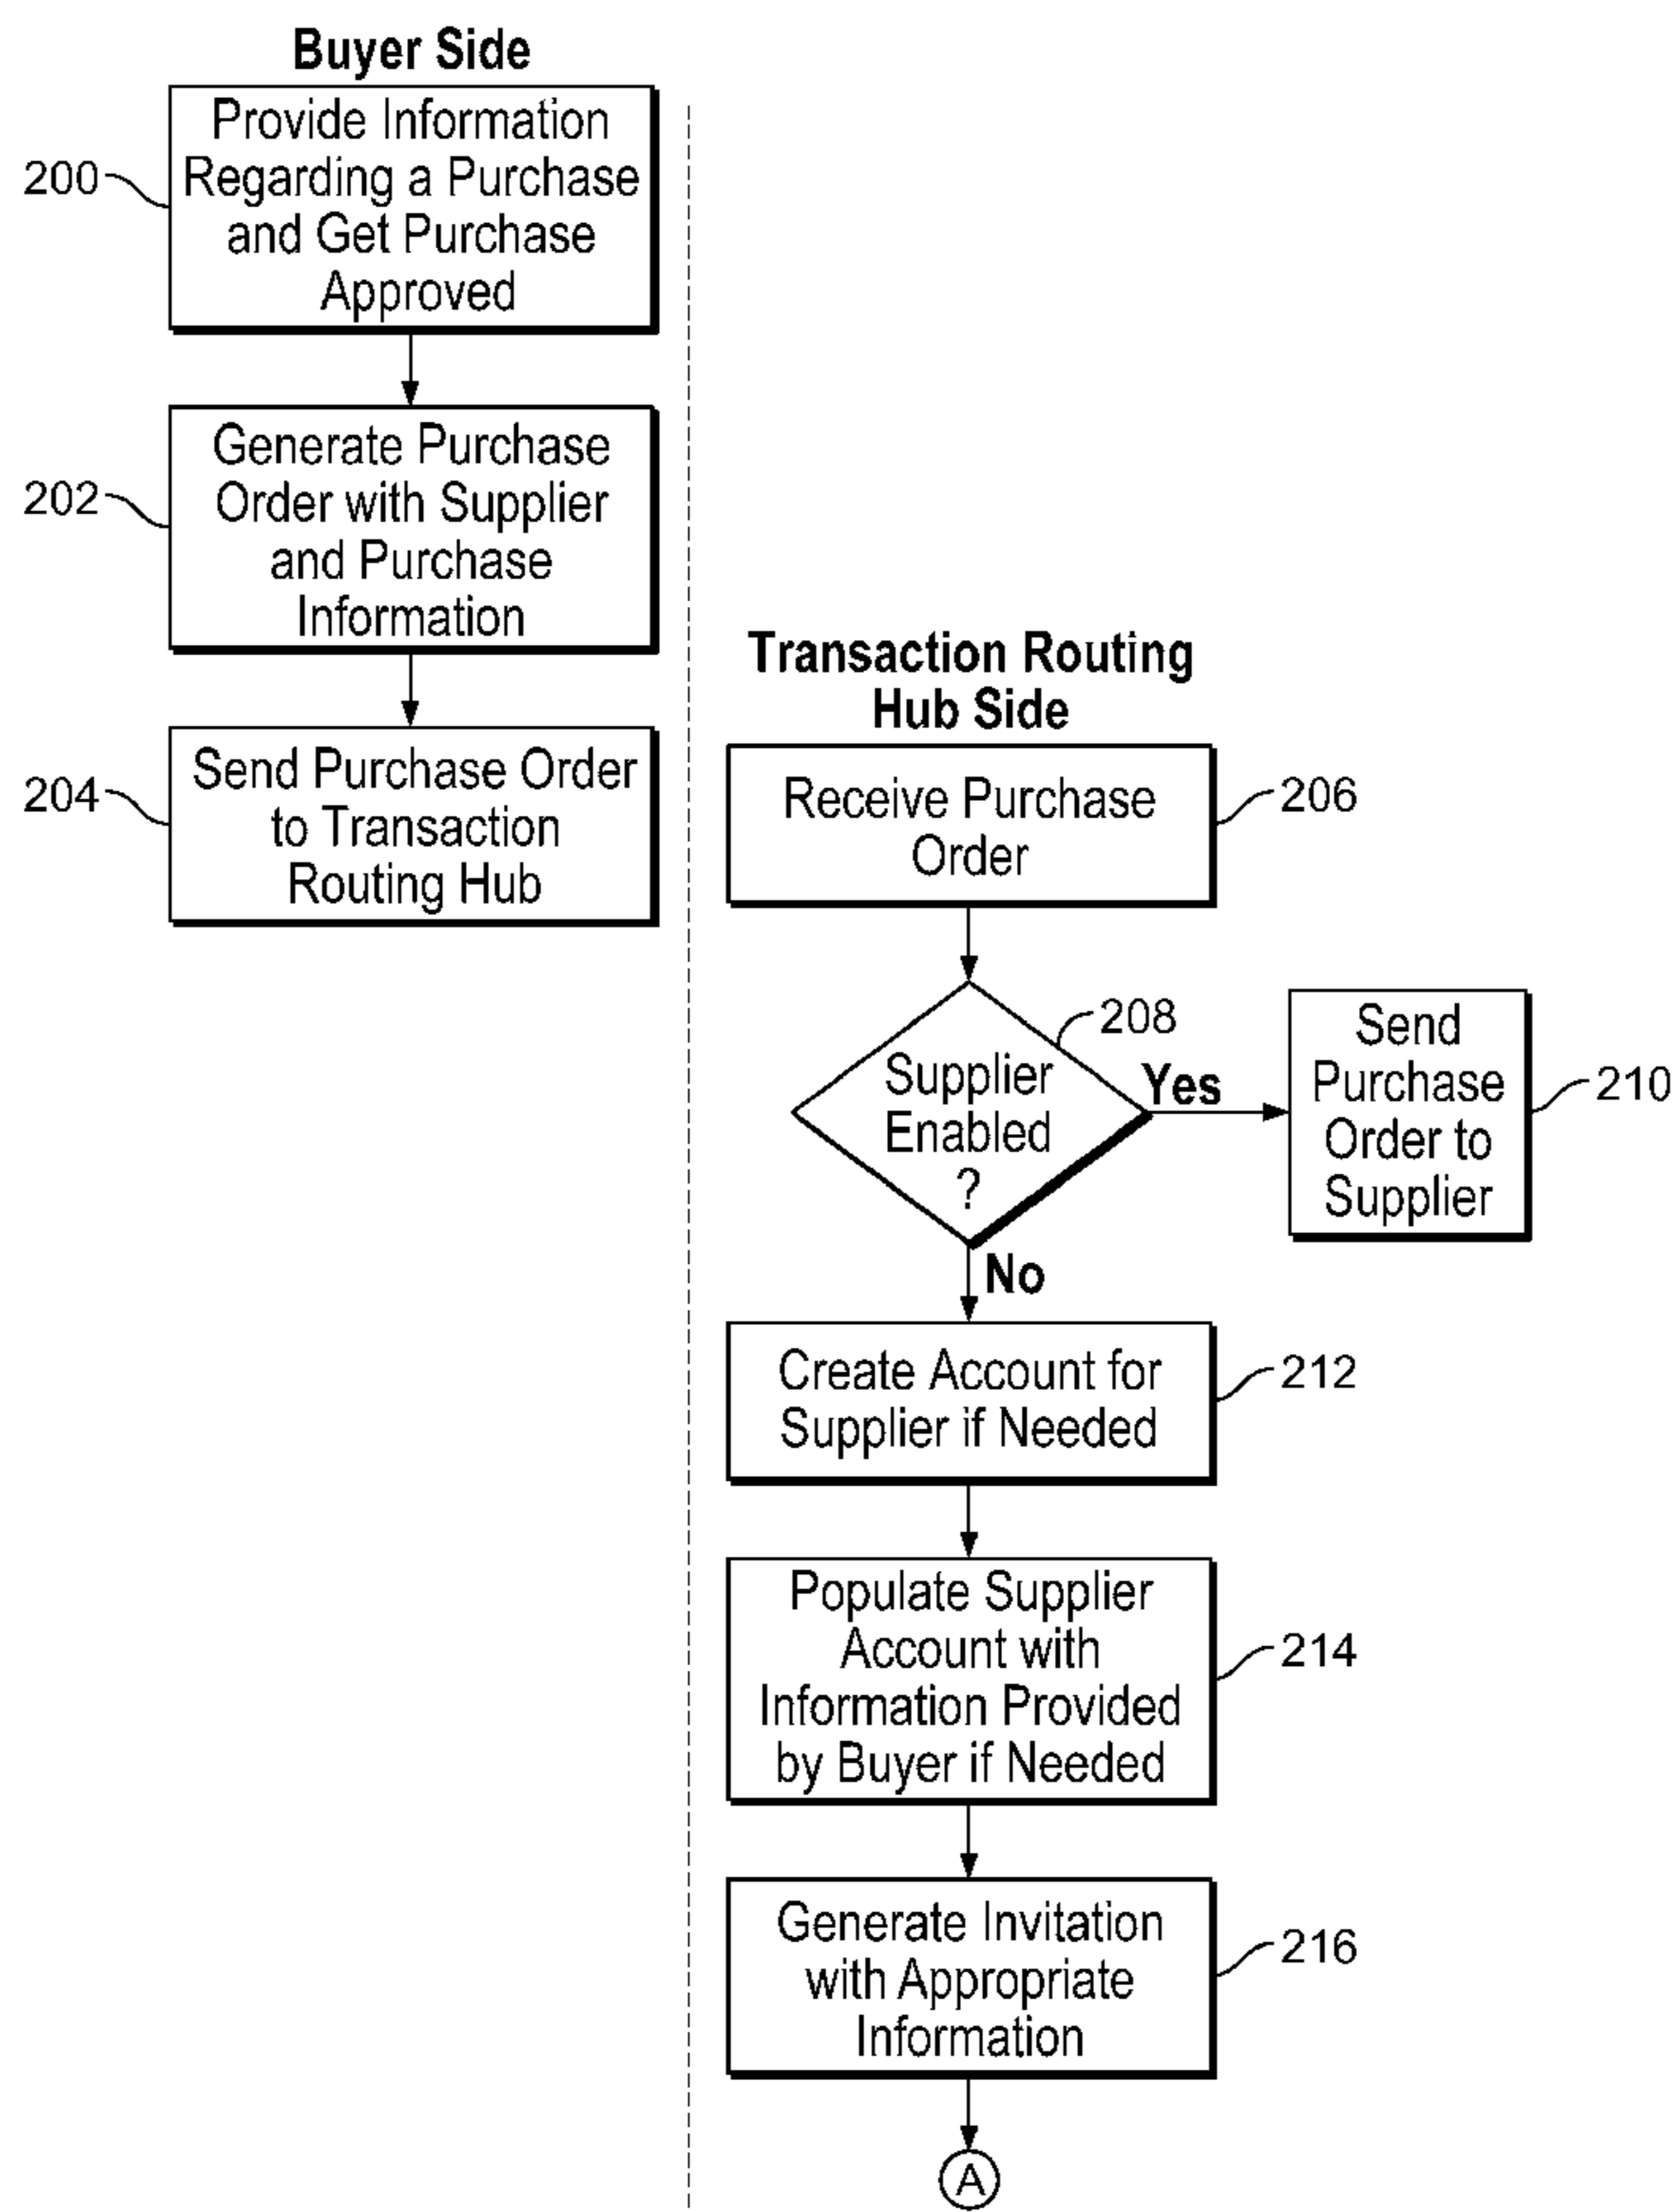 Buyer Side
Provide Information
Regarding a Purchase
and Get Purchase
Approved
200
Generate Purchase
Order with Supplier
and Purchase
Information
202
Send Purchase Order
to Transaction
Routing Hub
204
Transaction Routing
Hub Side
Receive Purchase
Order
206
Supplier
Enabled
?
208
Yes
Send
Purchase
Order to
Supplier
210
No
Create Account for
Supplier if Needed
212
Populate Supplier
Account with
Information Provided
by Buyer if Needed
214
Generate Invitation
with Appropriate
Information
216
A